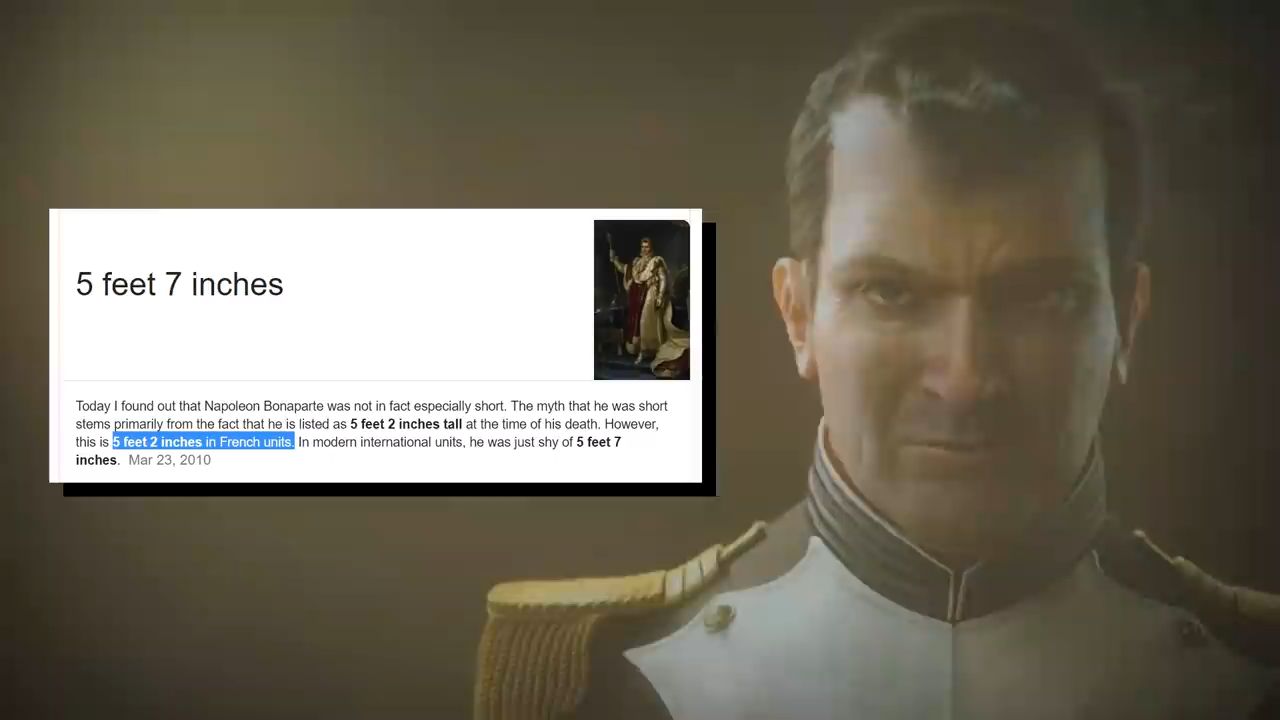 5 feet 7 inches
Today I found out that Napoleon Bonaparte was not in fact especially short. The myth that he was short
stems primarily from the fact that he is listed as 5 feet 2 inches tall at the time of his death. However,
this is 5 feet 2 inches in French units. In modern international units, he was just shy of 5 feet 7
inches. Mar 23, 2010